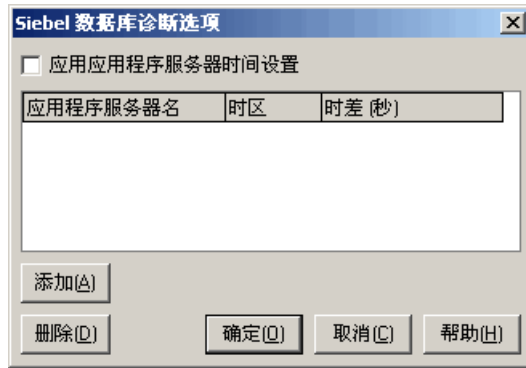 Siebel 数据库诊断选项
应用应用程序服务器时间设置
应用程序服务器名 时区 时差 (秒)
添加(A)
删除(D) 确定(O) 取消(C) 帮助(H)